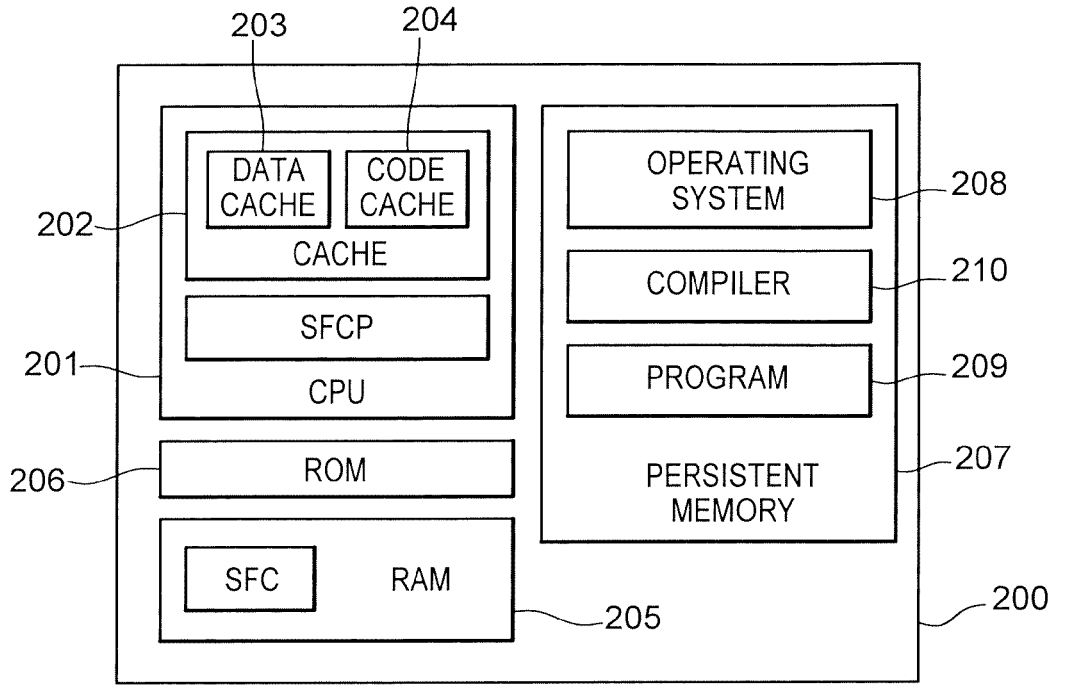 203
204
DATA
CACHE
CODE
CACHE
202
CACHE
SFCP
201
CPU
206
ROM
SFC
RAM
205
OPERATING
SYSTEM
208
COMPILER
210
PROGRAM
209
PERSISTENT
MEMORY
207
200